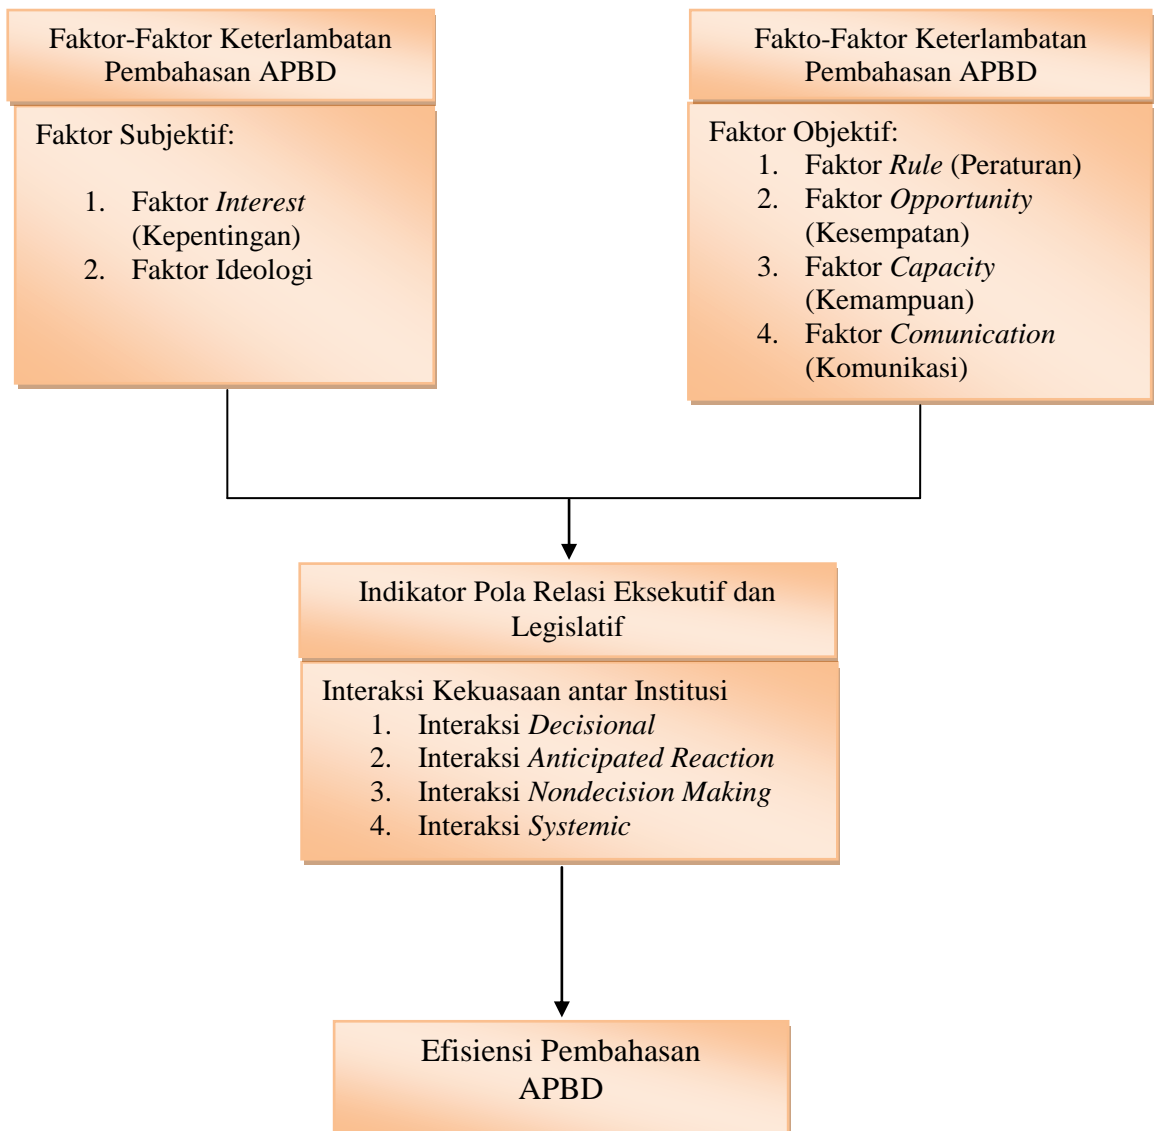 Faktor-Faktor Keterlambatan
Pembahasan APBD
Faktor Subjektif:
1. Faktor Interest
(Kepentingan)
2. Faktor Ideologi
Fakto-Faktor Keterlambatan
Pembahasan APBD
Faktor Objektif:
1. Faktor Rule (Peraturan)
2. Faktor Opportunity
(Kesempatan)
3. Faktor Capacity
(Kemampuan)
4. Faktor Comunication
(Komunikasi)
Indikator Pola Relasi Eksekutif dan
Legislatif
Interaksi Kekuasaan antar Institusi
1. Interaksi Decisional
2. Interaksi Anticipated Reaction
3. Interaksi Nondecision Making
4. Interaksi Systemic
Efisiensi Pembahasan
APBD